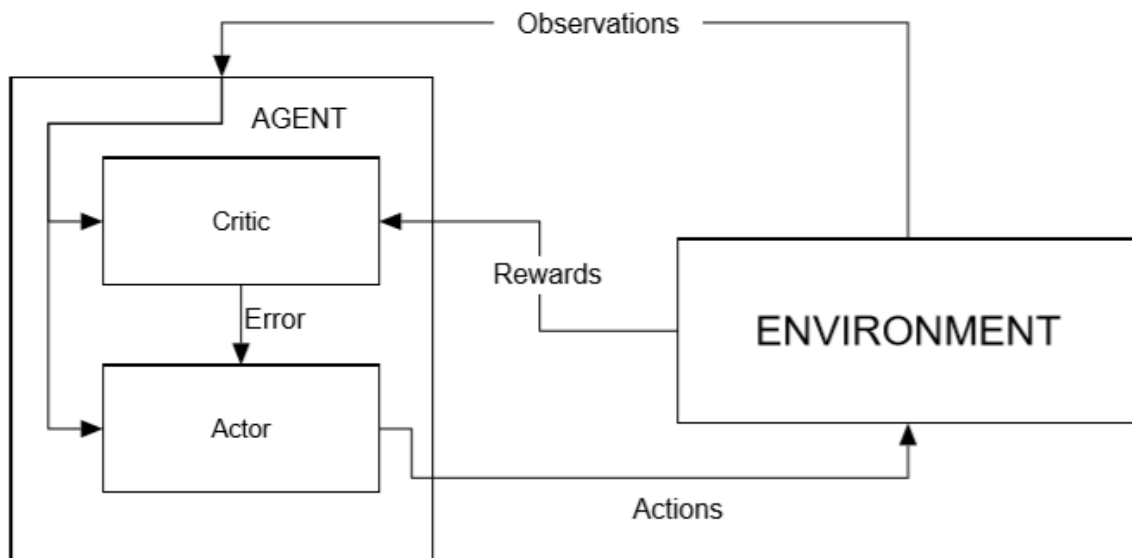 Observations
AGENT
Critic
Rewards
Error
ENVIRONMENT
Actor
Actions